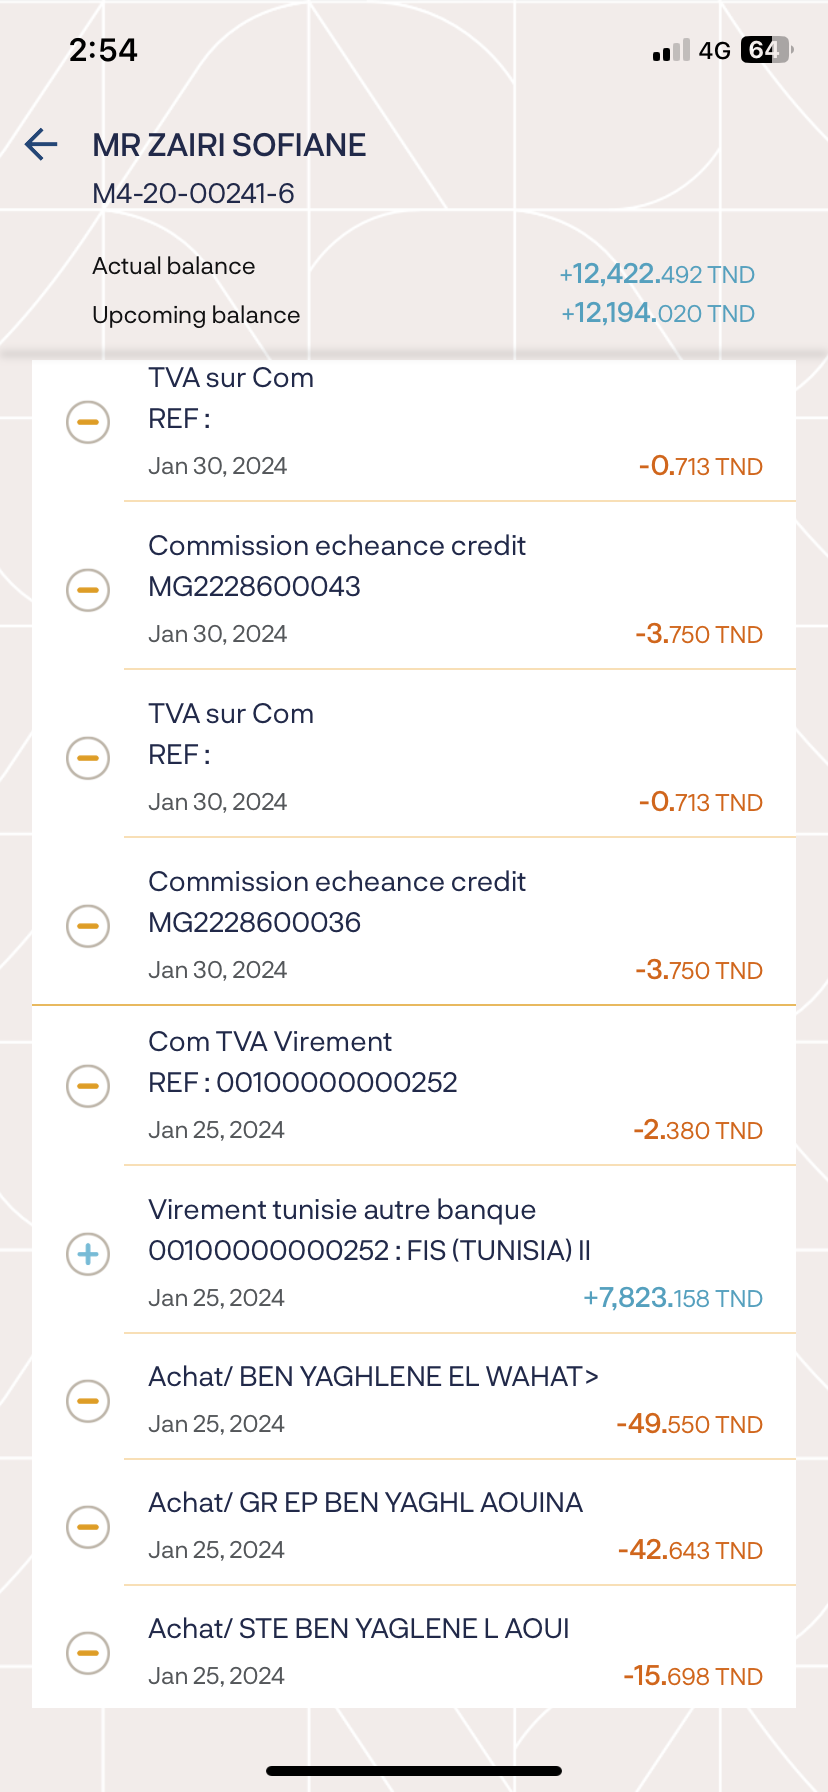 2:54
4G 64
MR ZAIRI SOFIANE
M4-20-00241-6
Actual balance +12,422.492 TND
Upcoming balance +12,194.020 TND
TVA sur Com
REF :
Jan 30, 2024 -0.713 TND
Commission echeance credit
MG2228600043
Jan 30, 2024 -3.750 TND
TVA sur Com
REF :
Jan 30, 2024 -0.713 TND
Commission echeance credit
MG2228600036
Jan 30, 2024 -3.750 TND
Com TVA Virement
REF : 00100000000252
Jan 25, 2024 -2.380 TND
Virement tunisie autre banque
00100000000252 : FIS (TUNISIA) II
Jan 25, 2024 +7,823.158 TND
Achat/ BEN YAGHLENE EL WAHAT>
Jan 25, 2024 -49.550 TND
Achat/ GR EP BEN YAGHL AOUINA
Jan 25, 2024 -42.643 TND
Achat/ STE BEN YAGLENE L AOUI
Jan 25, 2024 -15.698 TND